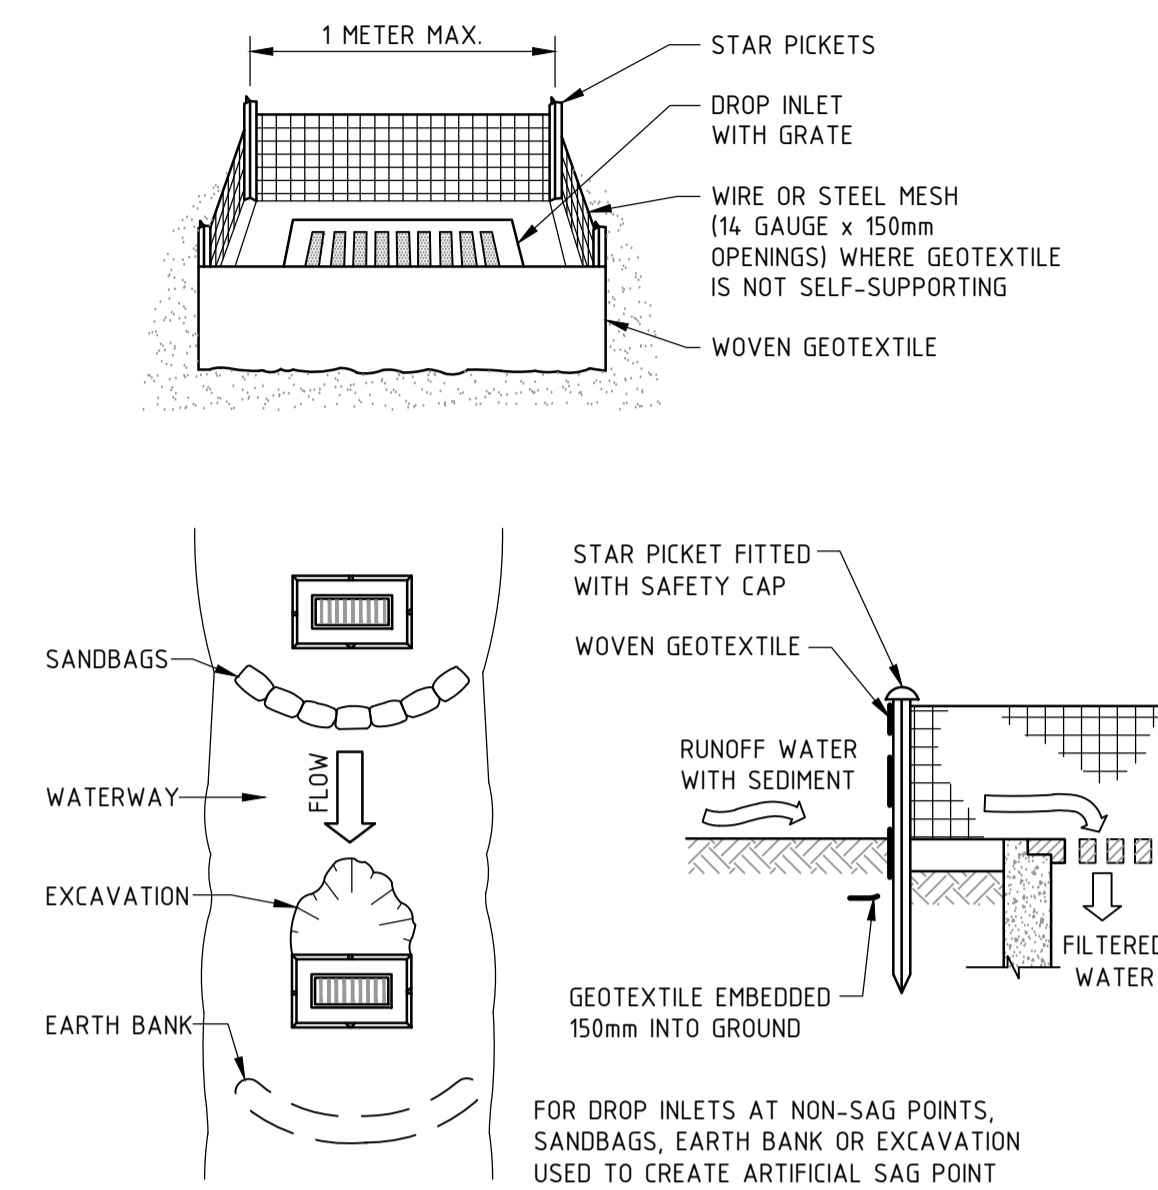 1 METER MAX.
STAR PICKETS
DROP INLET
WITH GRATE
WIRE OR STEEL MESH
(14 GAUGE x 150mm
OPENINGS) WHERE GEOTEXTILE
IS NOT SELF-SUPPORTING
WOVEN GEOTEXTILE
SANDBAGS
WATERWAY
FLOW
EXCAVATION
EARTH BANK
STAR PICKET FITTED
WITH SAFETY CAP
WOVEN GEOTEXTILE
RUNOFF WATER
WITH SEDIMENT
FILTERED
WATER
GEOTEXTILE EMBEDDED
150mm INTO GROUND
FOR DROP INLETS AT NON-SAG POINTS,
SANDBAGS, EARTH BANK OR EXCAVATION
USED TO CREATE ARTIFICIAL SAG POINT